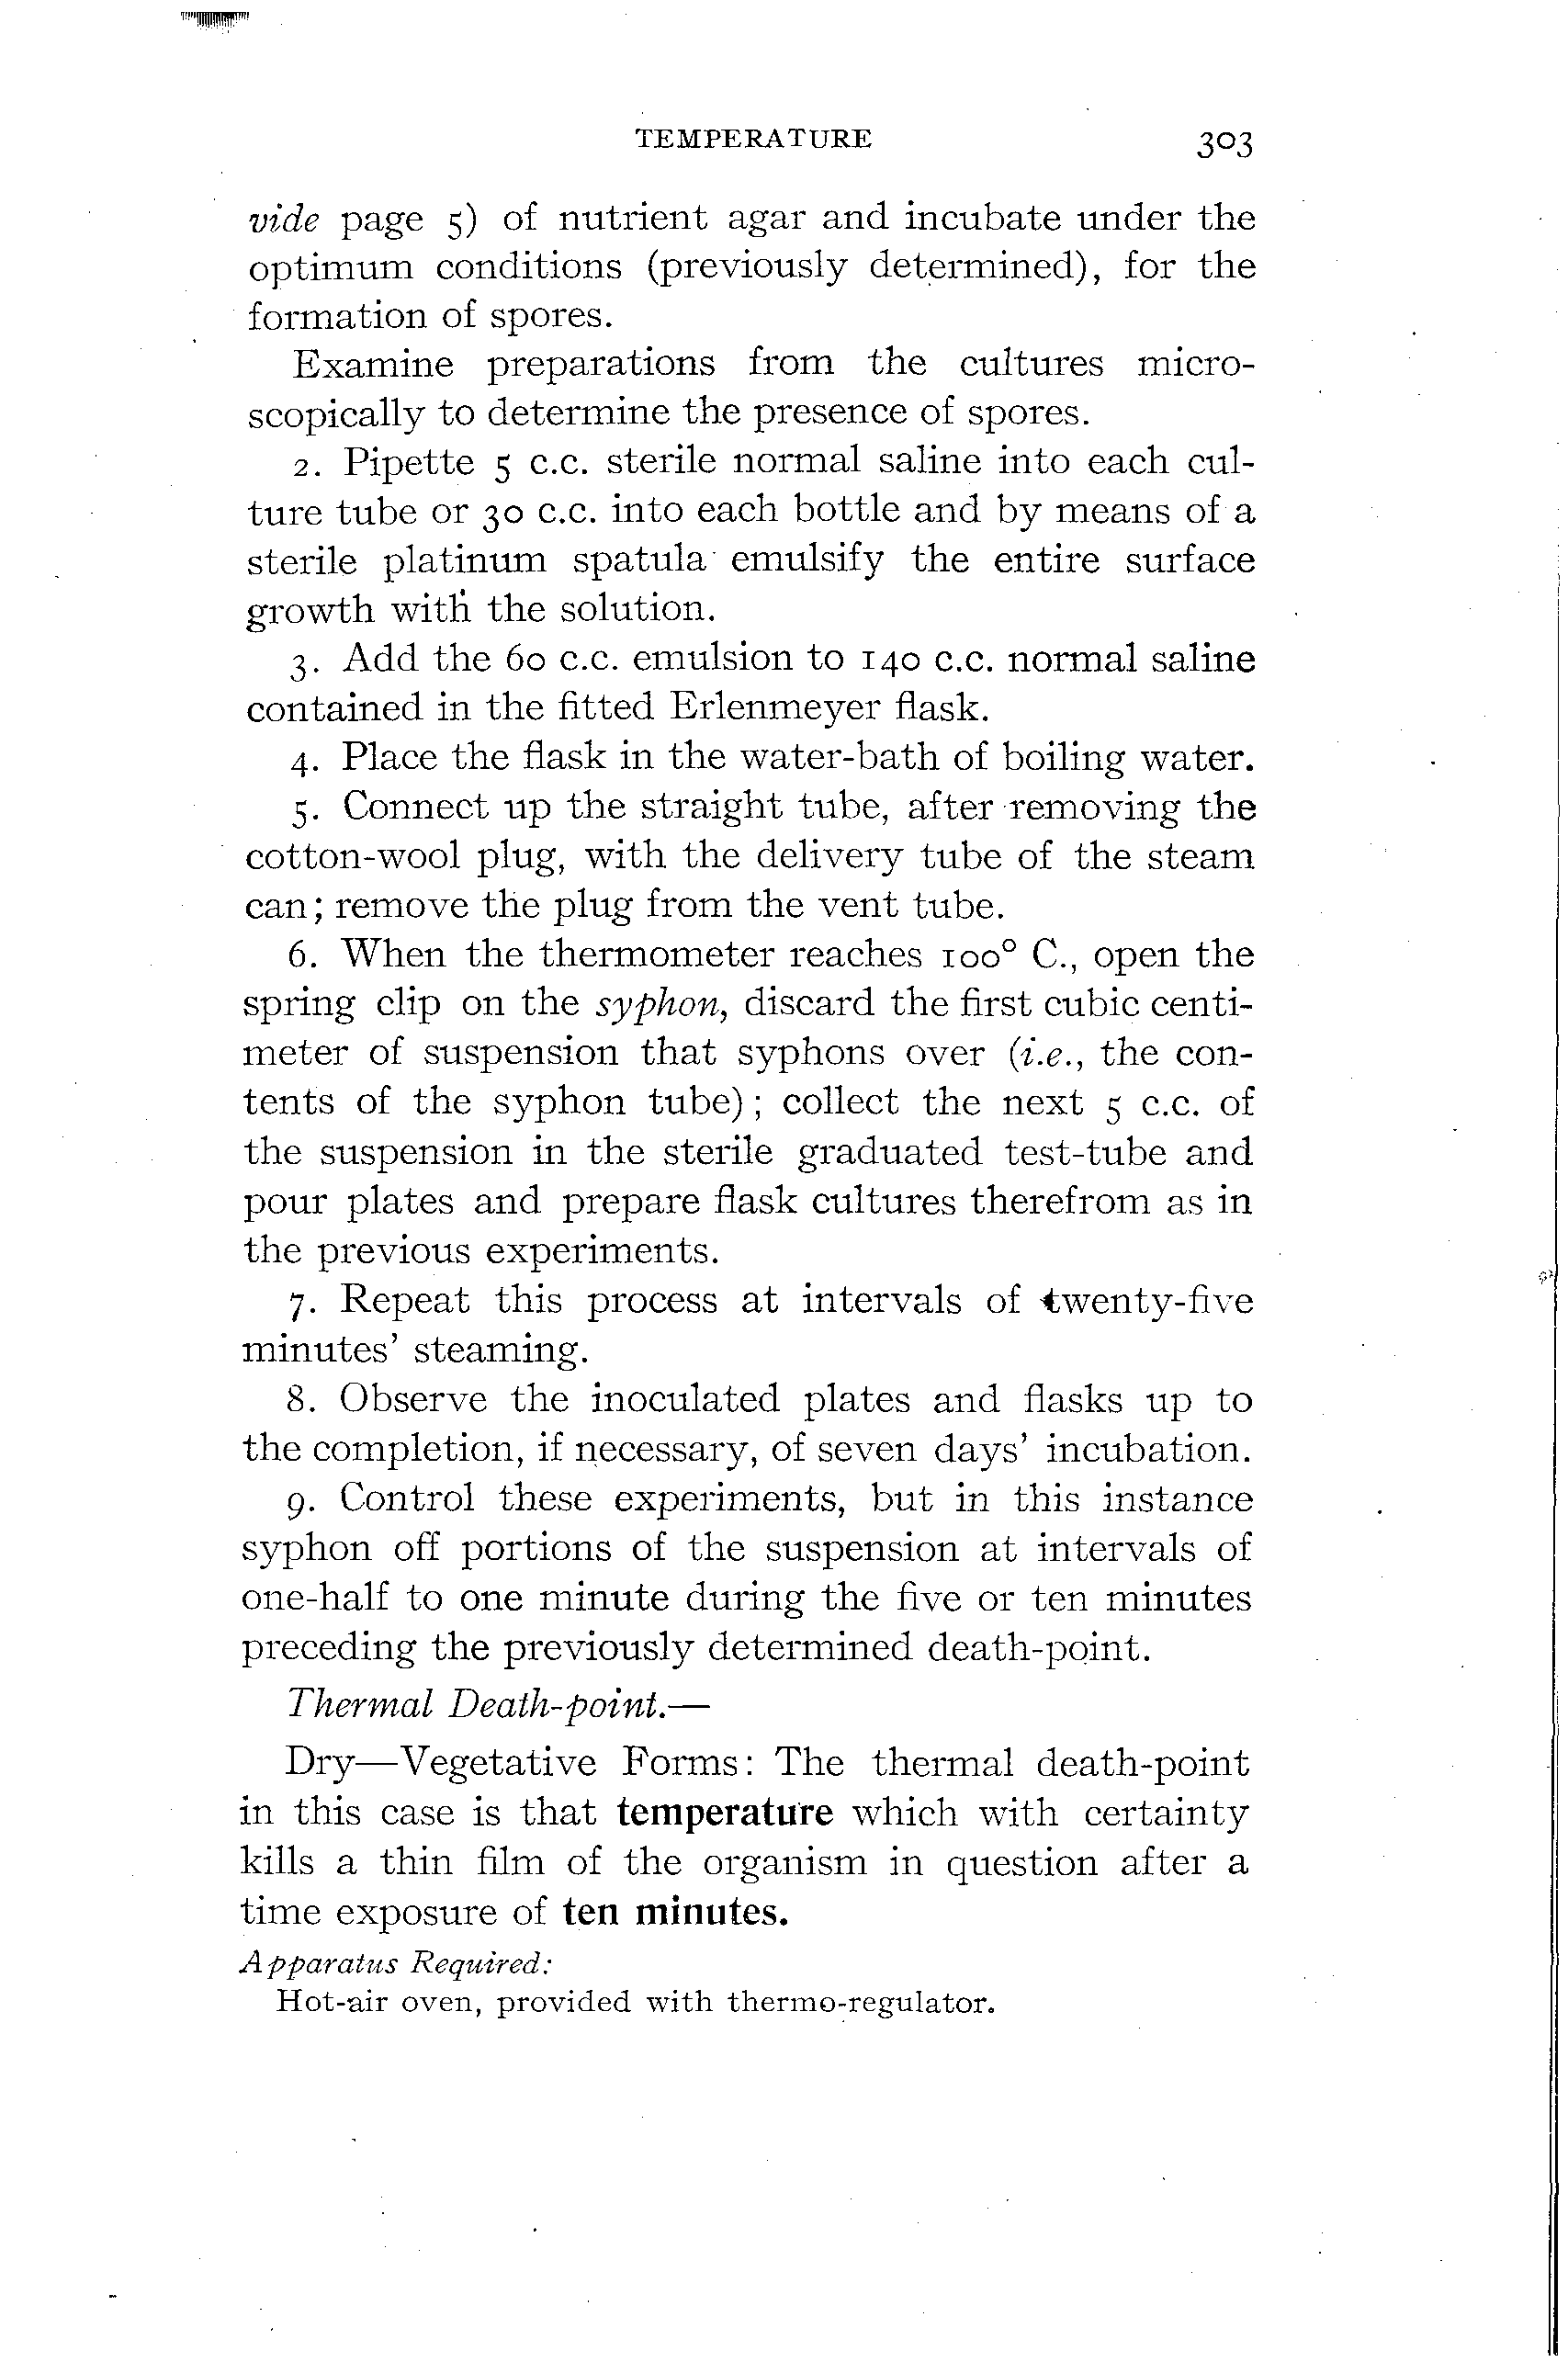 TEMPERATURE 303
vide page 5) of nutrient agar and incubate under the
optimum conditions (previously determined), for the
formation of spores.
Examine preparations from the cultures micro-
scopically to determine the presence of spores.
2. Pipette 5 c.c. sterile normal saline into each cul-
ture tube or 30 c.c. into each bottle and by means of a
sterile platinum spatula emulsify the entire surface
growth with the solution.
3. Add the 60 c.c. emulsion to 140 c.c. normal saline
contained in the fitted Erlenmeyer flask.
4. Place the flask in the water-bath of boiling water.
5. Connect up the straight tube, after removing the
cotton-wool plug, with the delivery tube of the steam
can; remove the plug from the vent tube.
6. When the thermometer reaches 100° C., open the
spring clip on the syphon, discard the first cubic centi-
meter of suspension that syphons over (i.e., the con-
tents of the syphon tube); collect the next 5 c.c. of
the suspension in the sterile graduated test-tube and
pour plates and prepare flask cultures therefrom as in
the previous experiments.
7. Repeat this process at intervals of twenty-five
minutes' steaming.
8. Observe the inoculated plates and flasks up to
the completion, if necessary, of seven days' incubation.
9. Control these experiments, but in this instance
syphon off portions of the suspension at intervals of
one-half to one minute during the five or ten minutes
preceding the previously determined death-point.
Thermal Death-point.—
Dry—Vegetative Forms: The thermal death-point
in this case is that temperature which with certainty
kills a thin film of the organism in question after a
time exposure of ten minutes.
Apparatus Required:
Hot-air oven, provided with thermo-regulator.